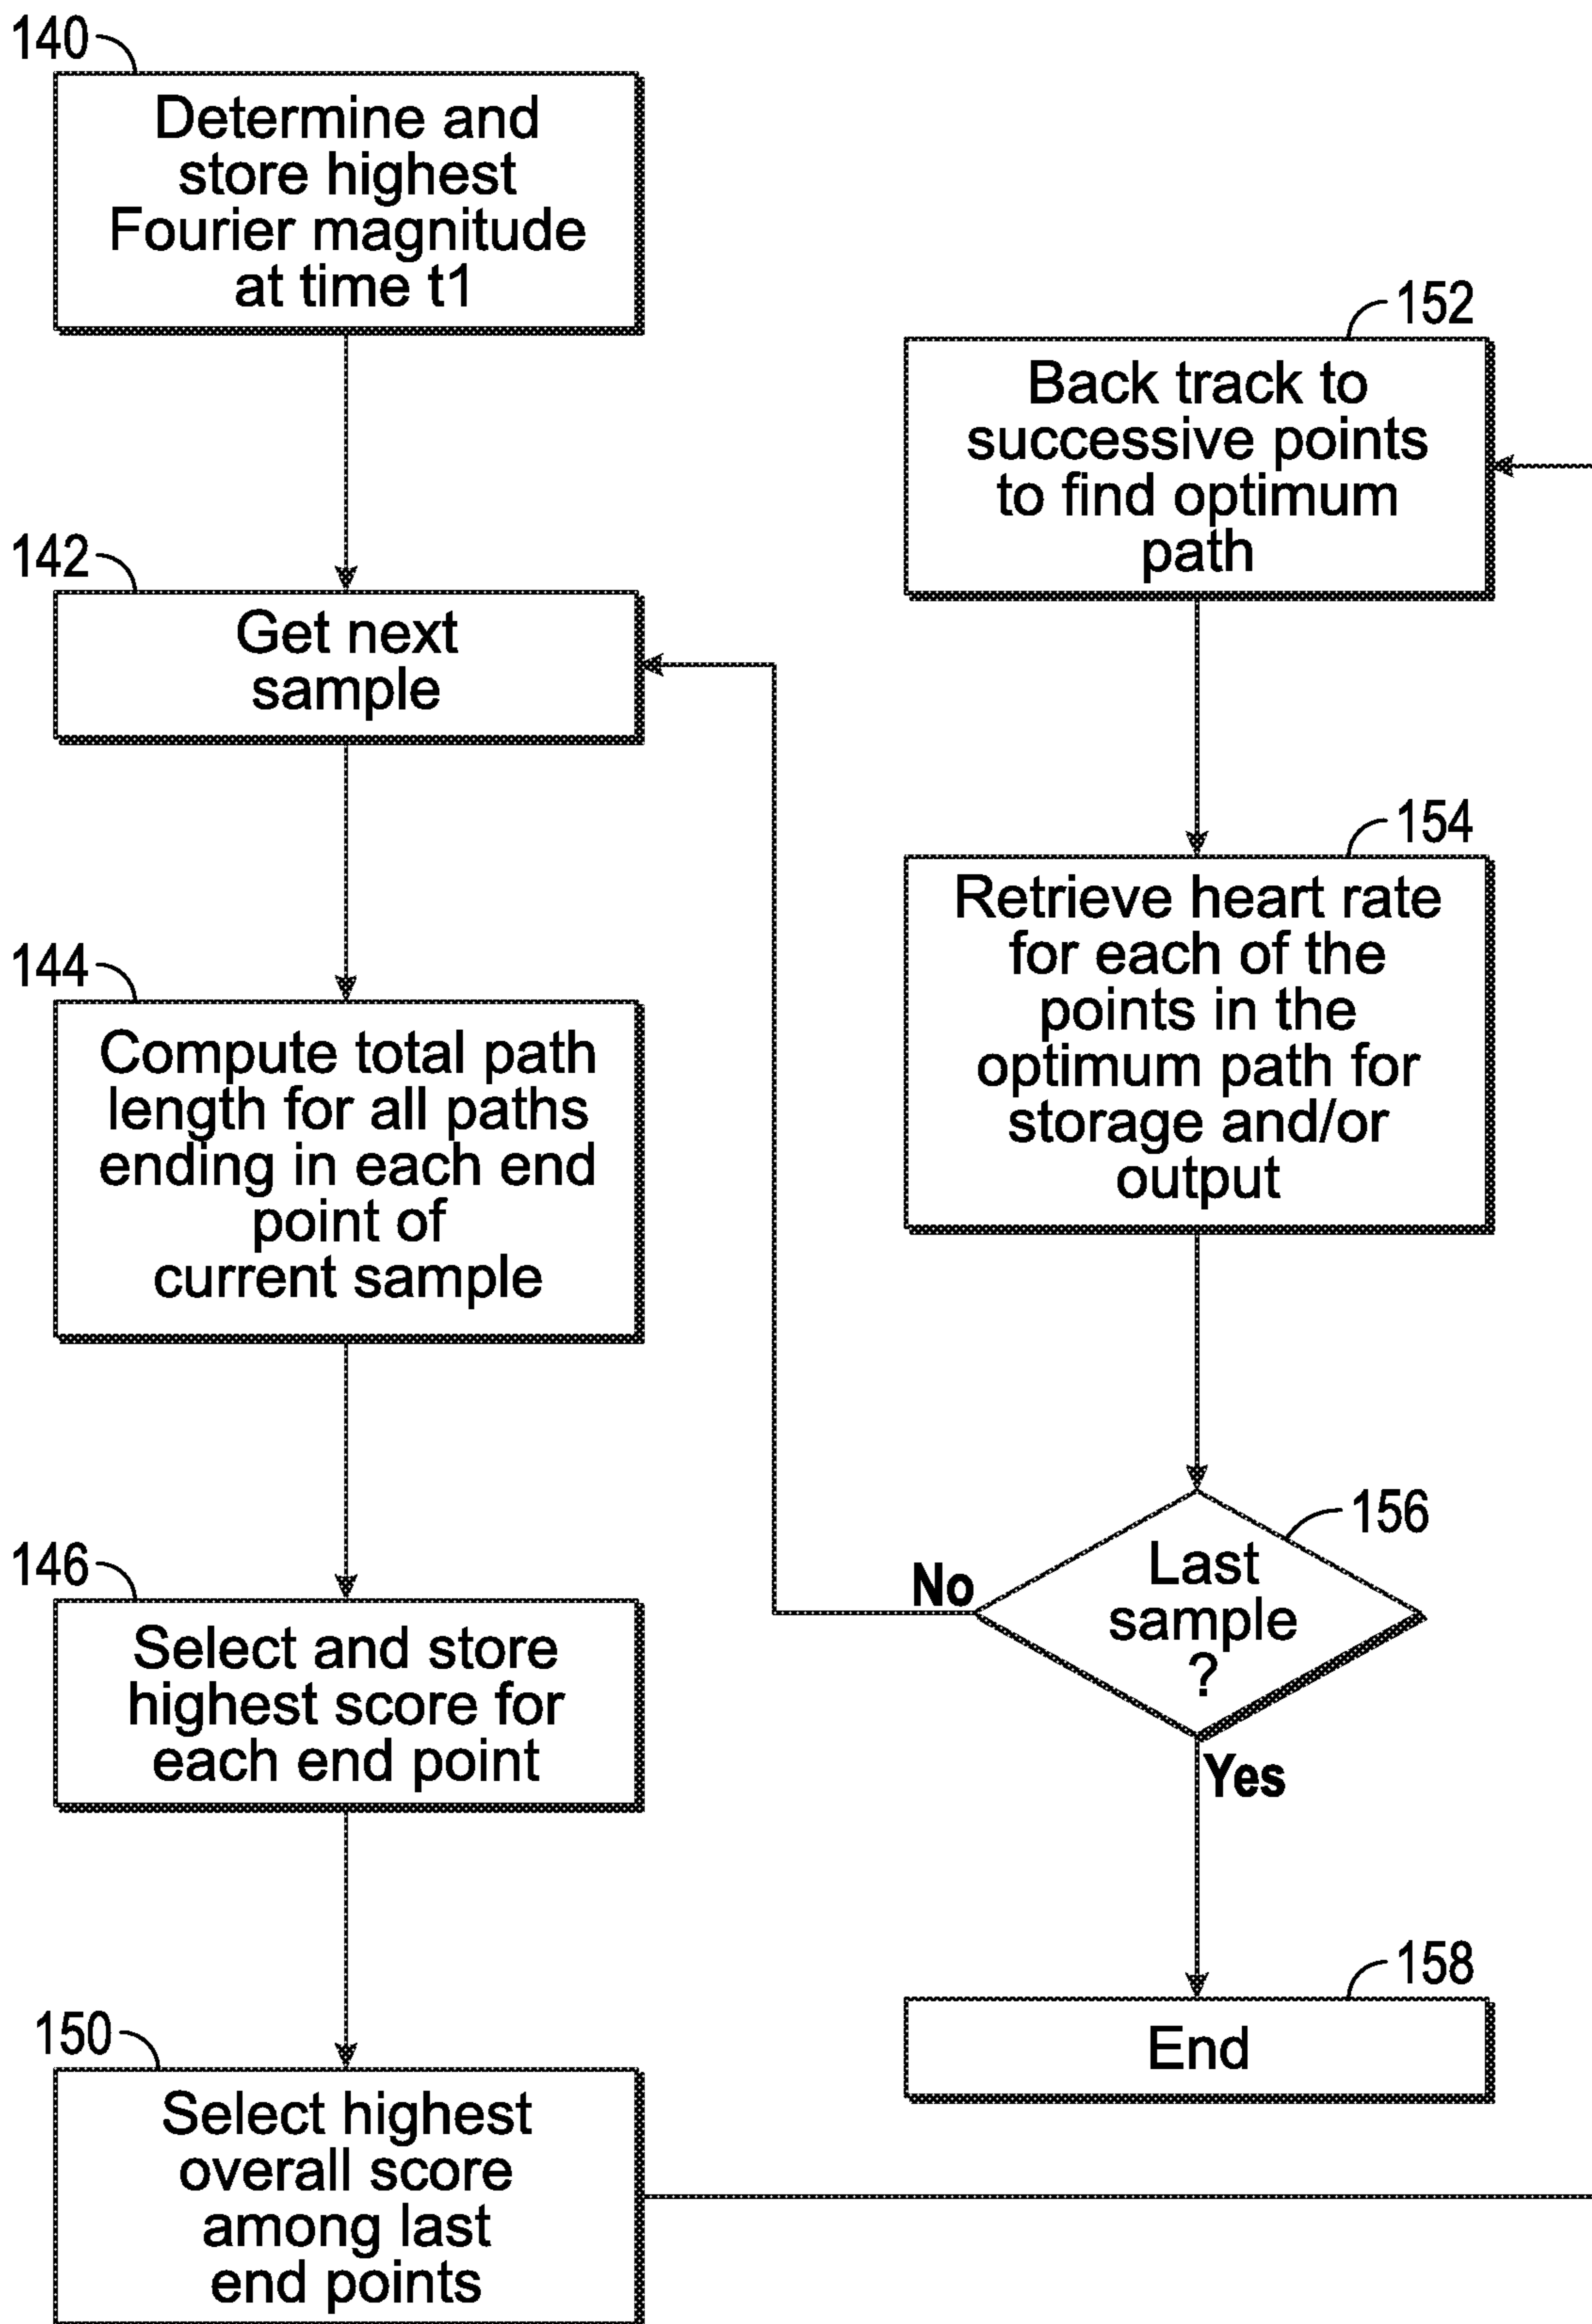 140
Determine and
store highest
Fourier magnitude
at time t1
142
Get next
sample
144
Compute total path
length for all paths
ending in each end
point of
current sample
146
Select and store
highest score for
each end point
150
Select highest
overall score
among last
end points
152
Back track to
successive points
to find optimum
path
154
Retrieve heart rate
for each of the
points in the
optimum path for
storage and/or
output
156
Last
sample
?
No
Yes
158
End